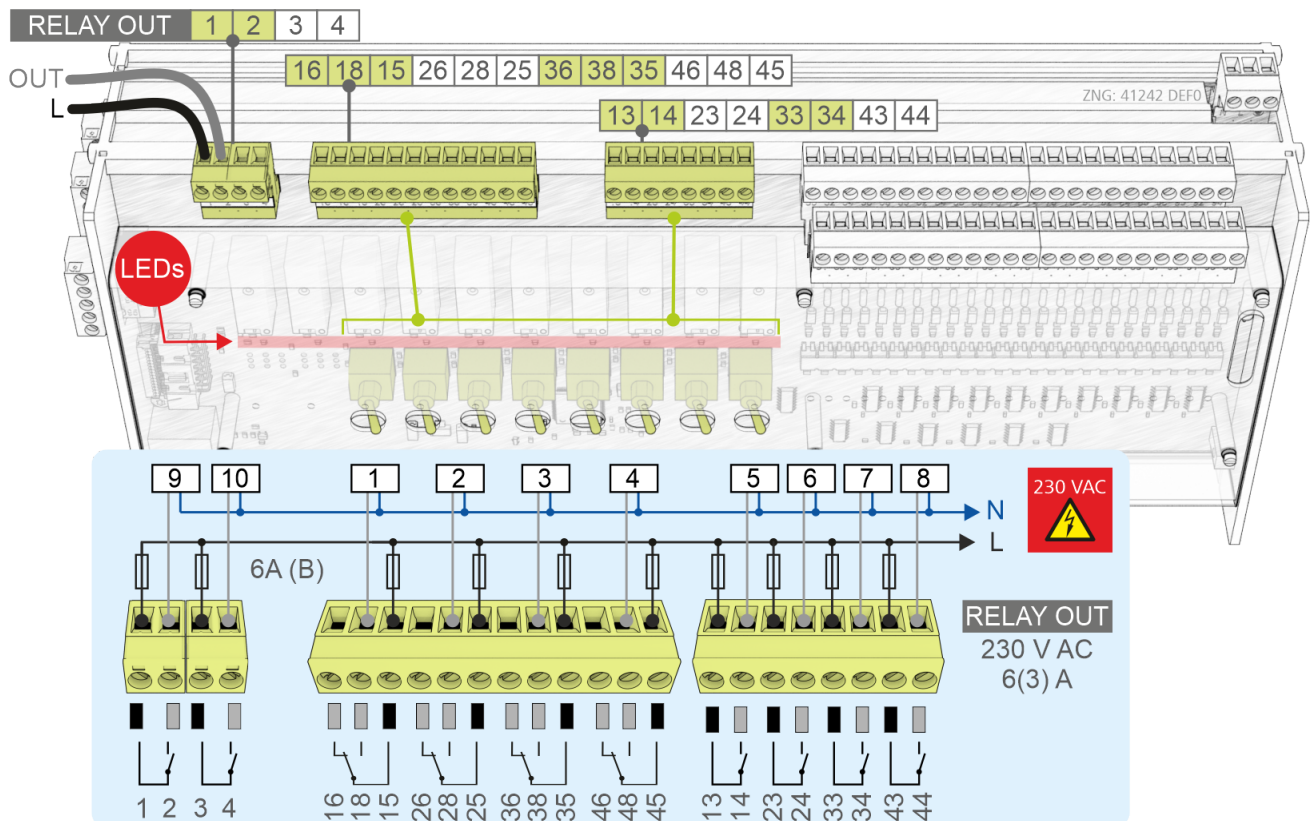 RELAY OUT 1 2 3 4
OUT
L
16 18 15 26 28 25 36 38 35 46 48 45
13 14 23 24 33 34 43 44
ZNG: 41242 DEF0
LEDs
9 10 1 2 3 4 5 6 7 8
230 VAC
N
L
6A (B)
RELAY OUT
230 V AC
6(3) A
1 2 3 4 16 18 15 26 28 25 36 38 35 46 48 45 13 14 23 24 33 34 43 44